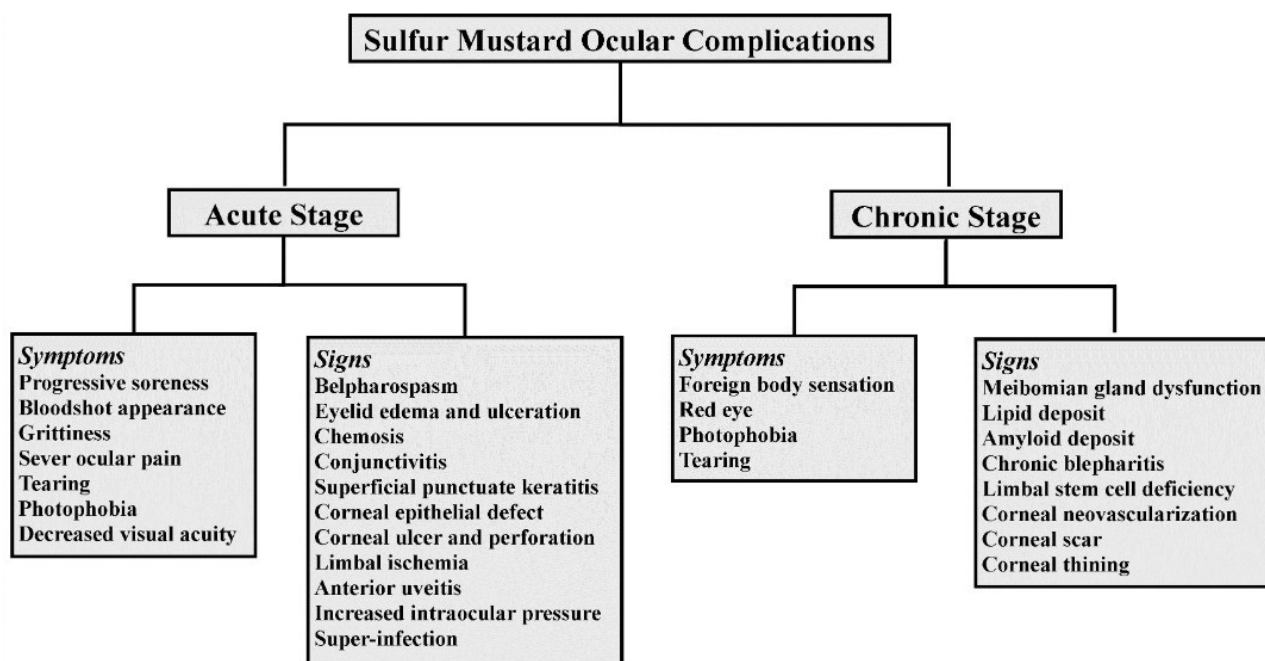 Sulfur Mustard Ocular Complications
Acute Stage
Chronic Stage
Symptoms
Progressive soreness
Bloodshot appearance
Grittiness
Sever ocular pain
Tearing
Photophobia
Decreased visual acuity
Signs
Belpharospasm
Eyelid edema and ulceration
Chemosis
Conjunctivitis
Superficial punctuate keratitis
Corneal epithelial defect
Corneal ulcer and perforation
Limbal ischemia
Anterior uveitis
Increased intraocular pressure
Super-infection
Symptoms
Foreign body sensation
Red eye
Photophobia
Tearing
Signs
Meibomian gland dysfunction
Lipid deposit
Amyloid deposit
Chronic blepharitis
Limbal stem cell deficiency
Corneal neovascularization
Corneal scar
Corneal thining